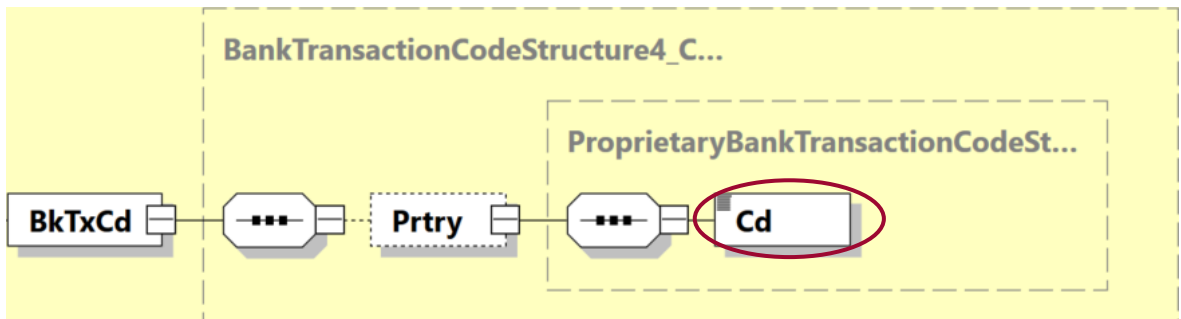 BankTransactionCodeStructure4_C...
ProprietaryBankTransactionCodeSt...
BkTxCd
Prtry
Cd